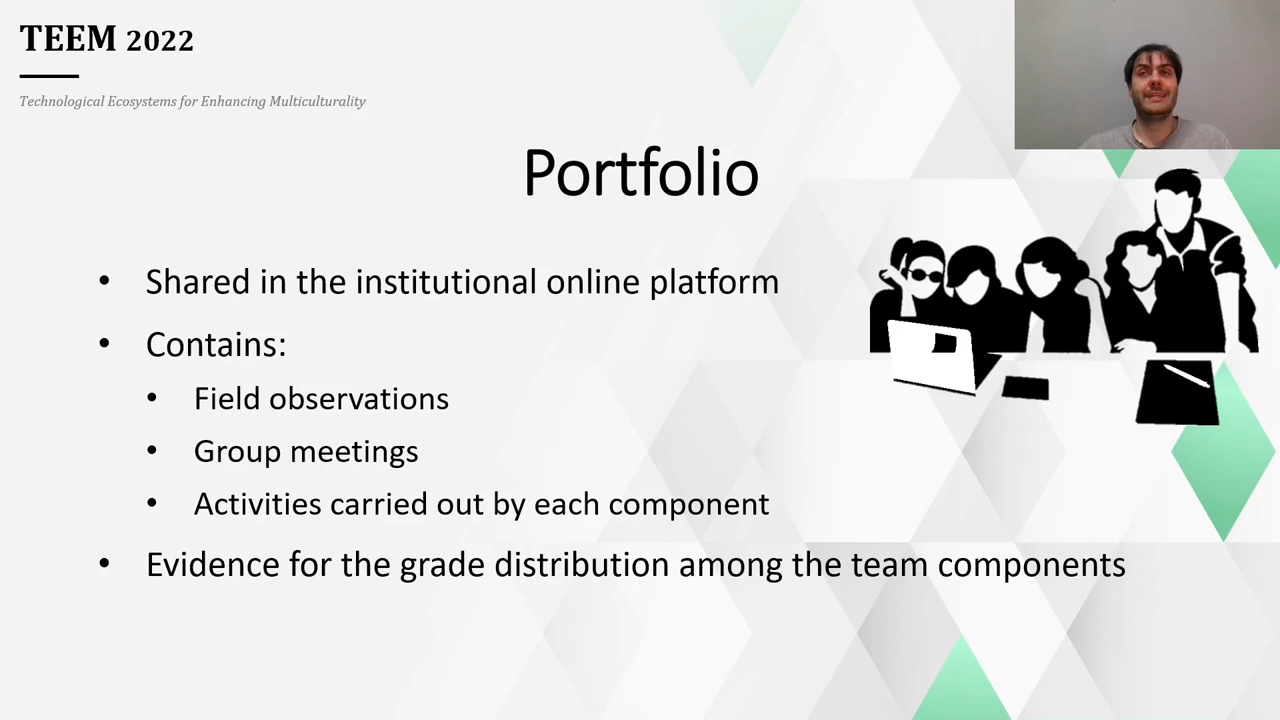 TEEM 2022
Technological Ecosystems for Enhancing Multiculturality
Portfolio
• Shared in the institutional online platform
• Contains:
• Field observations
• Group meetings
• Activities carried out by each component
• Evidence for the grade distribution among the team components